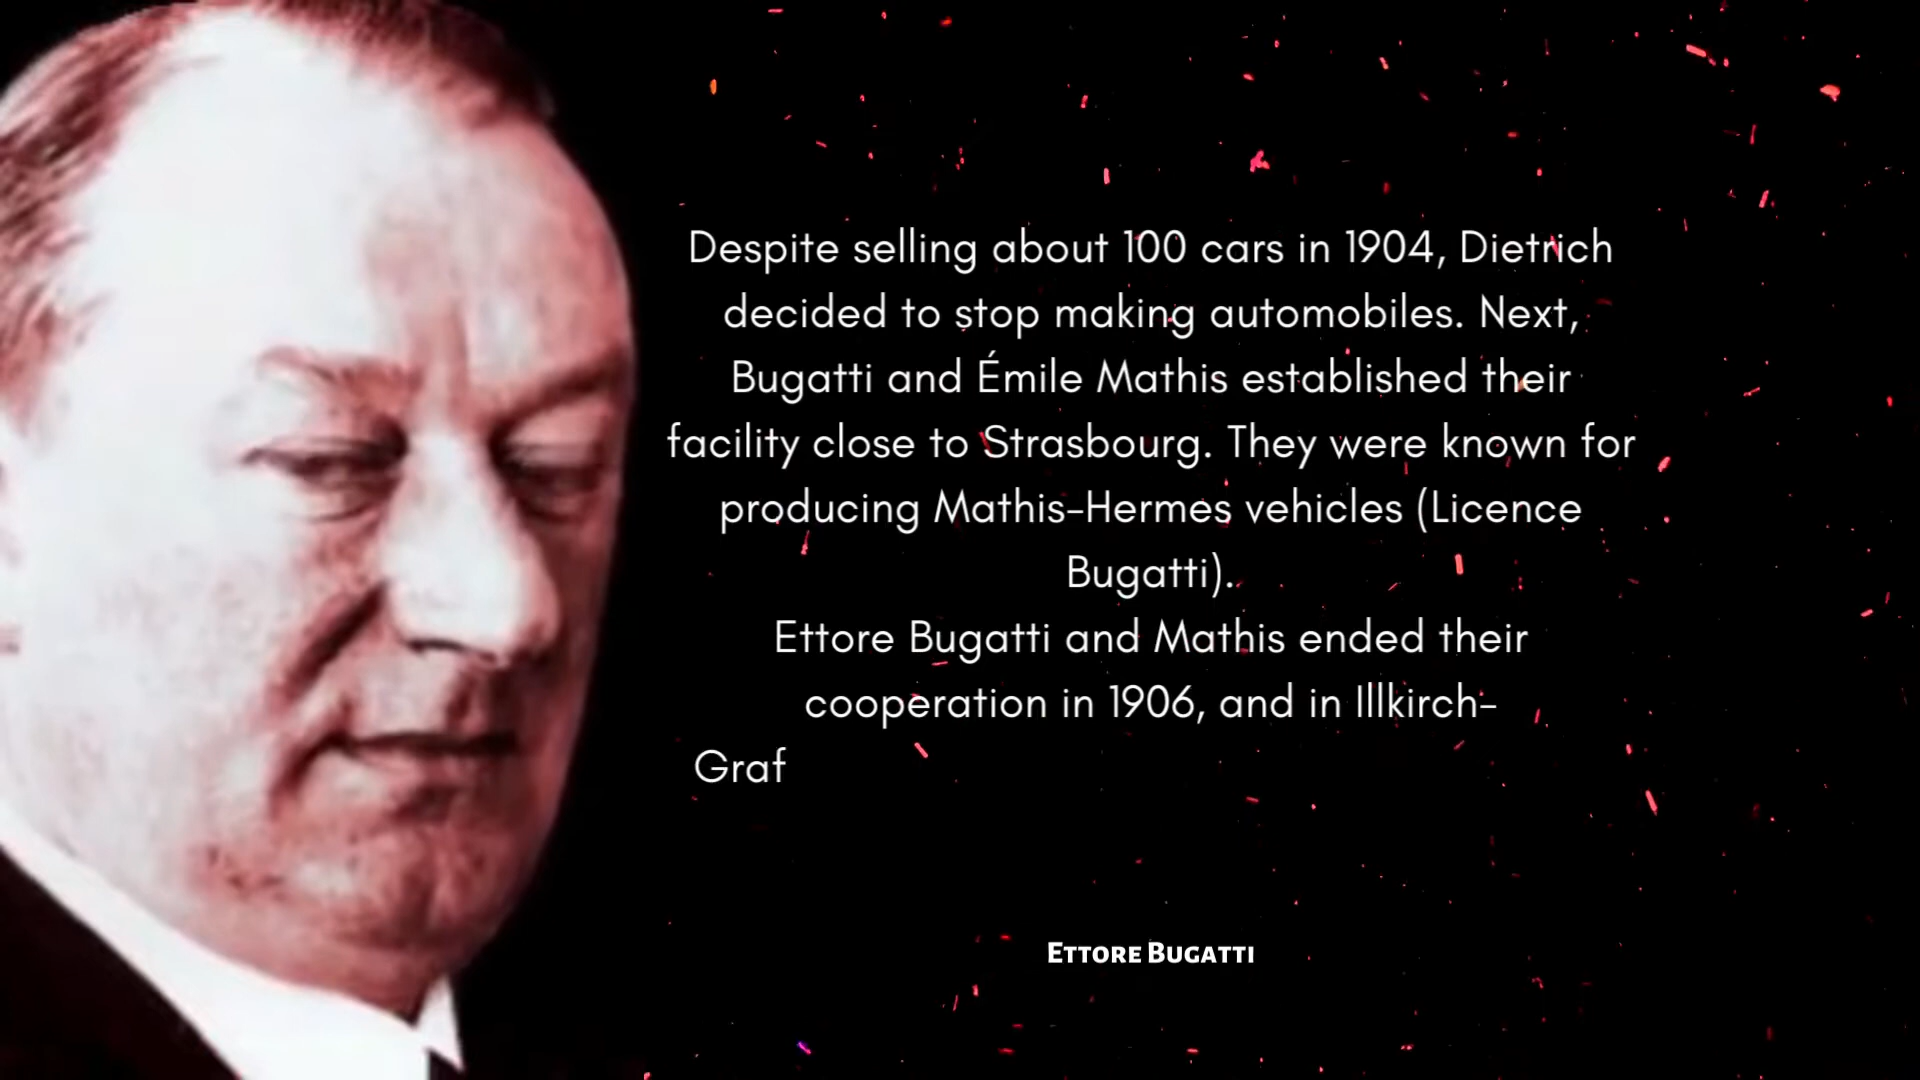 Despite selling about 100 cars in 1904, Dietrich
decided to stop making automobiles. Next,
Bugatti and Émile Mathis established their
facility close to Strasbourg. They were known for
producing Mathis-Hermes vehicles (Licence
Bugatti).
Ettore Bugatti and Mathis ended their
cooperation in 1906, and in Illkirch-
Graf
Ettore Bugatti